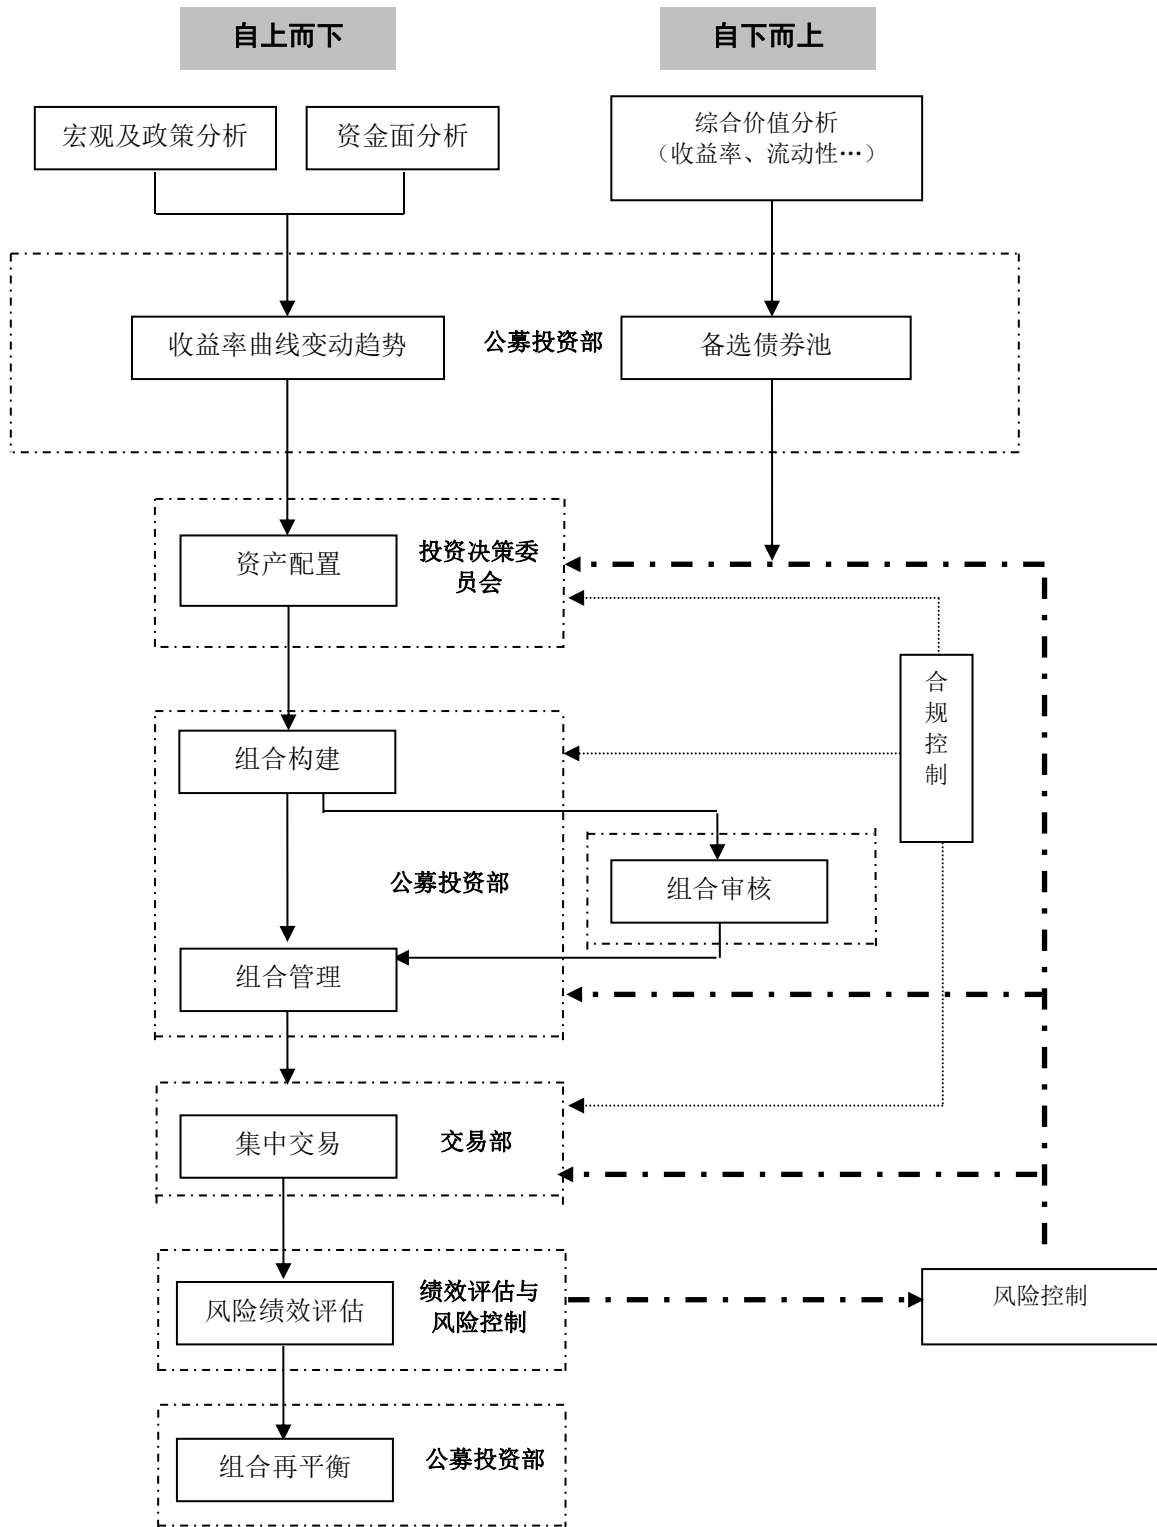 自上而下
自下而上
宏观及政策分析
资金面分析
综合价值分析
（收益率、流动性…）
收益率曲线变动趋势
公募投资部
备选债券池
资产配置
投资决策委
员会
合
规
控
制
组合构建
公募投资部
组合审核
组合管理
集中交易
交易部
风险绩效评估
绩效评估与
风险控制
风险控制
组合再平衡
公募投资部